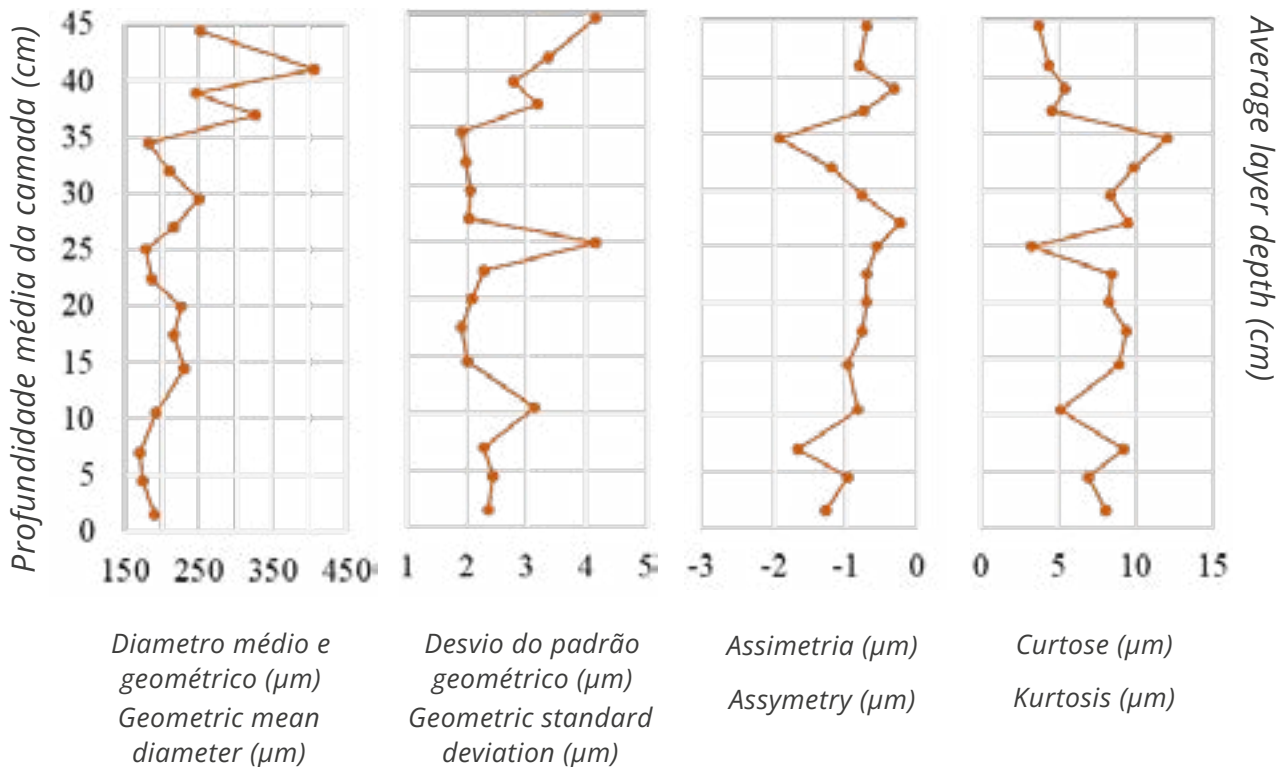 Profundidade média da camada (cm)
45
40
35
30
25
20
15
10
5
0
150 250 350 450
1 2 3 4 5
-3 -2 -1 0
0 5 10 15
Average layer depth (cm)
Diametro médio e
geométrico (µm)
Geometric mean
diameter (µm)
Desvio do padrão
geométrico (µm)
Geometric standard
deviation (µm)
Assimetria (µm)
Assymetry (µm)
Curtose (µm)
Kurtosis (µm)